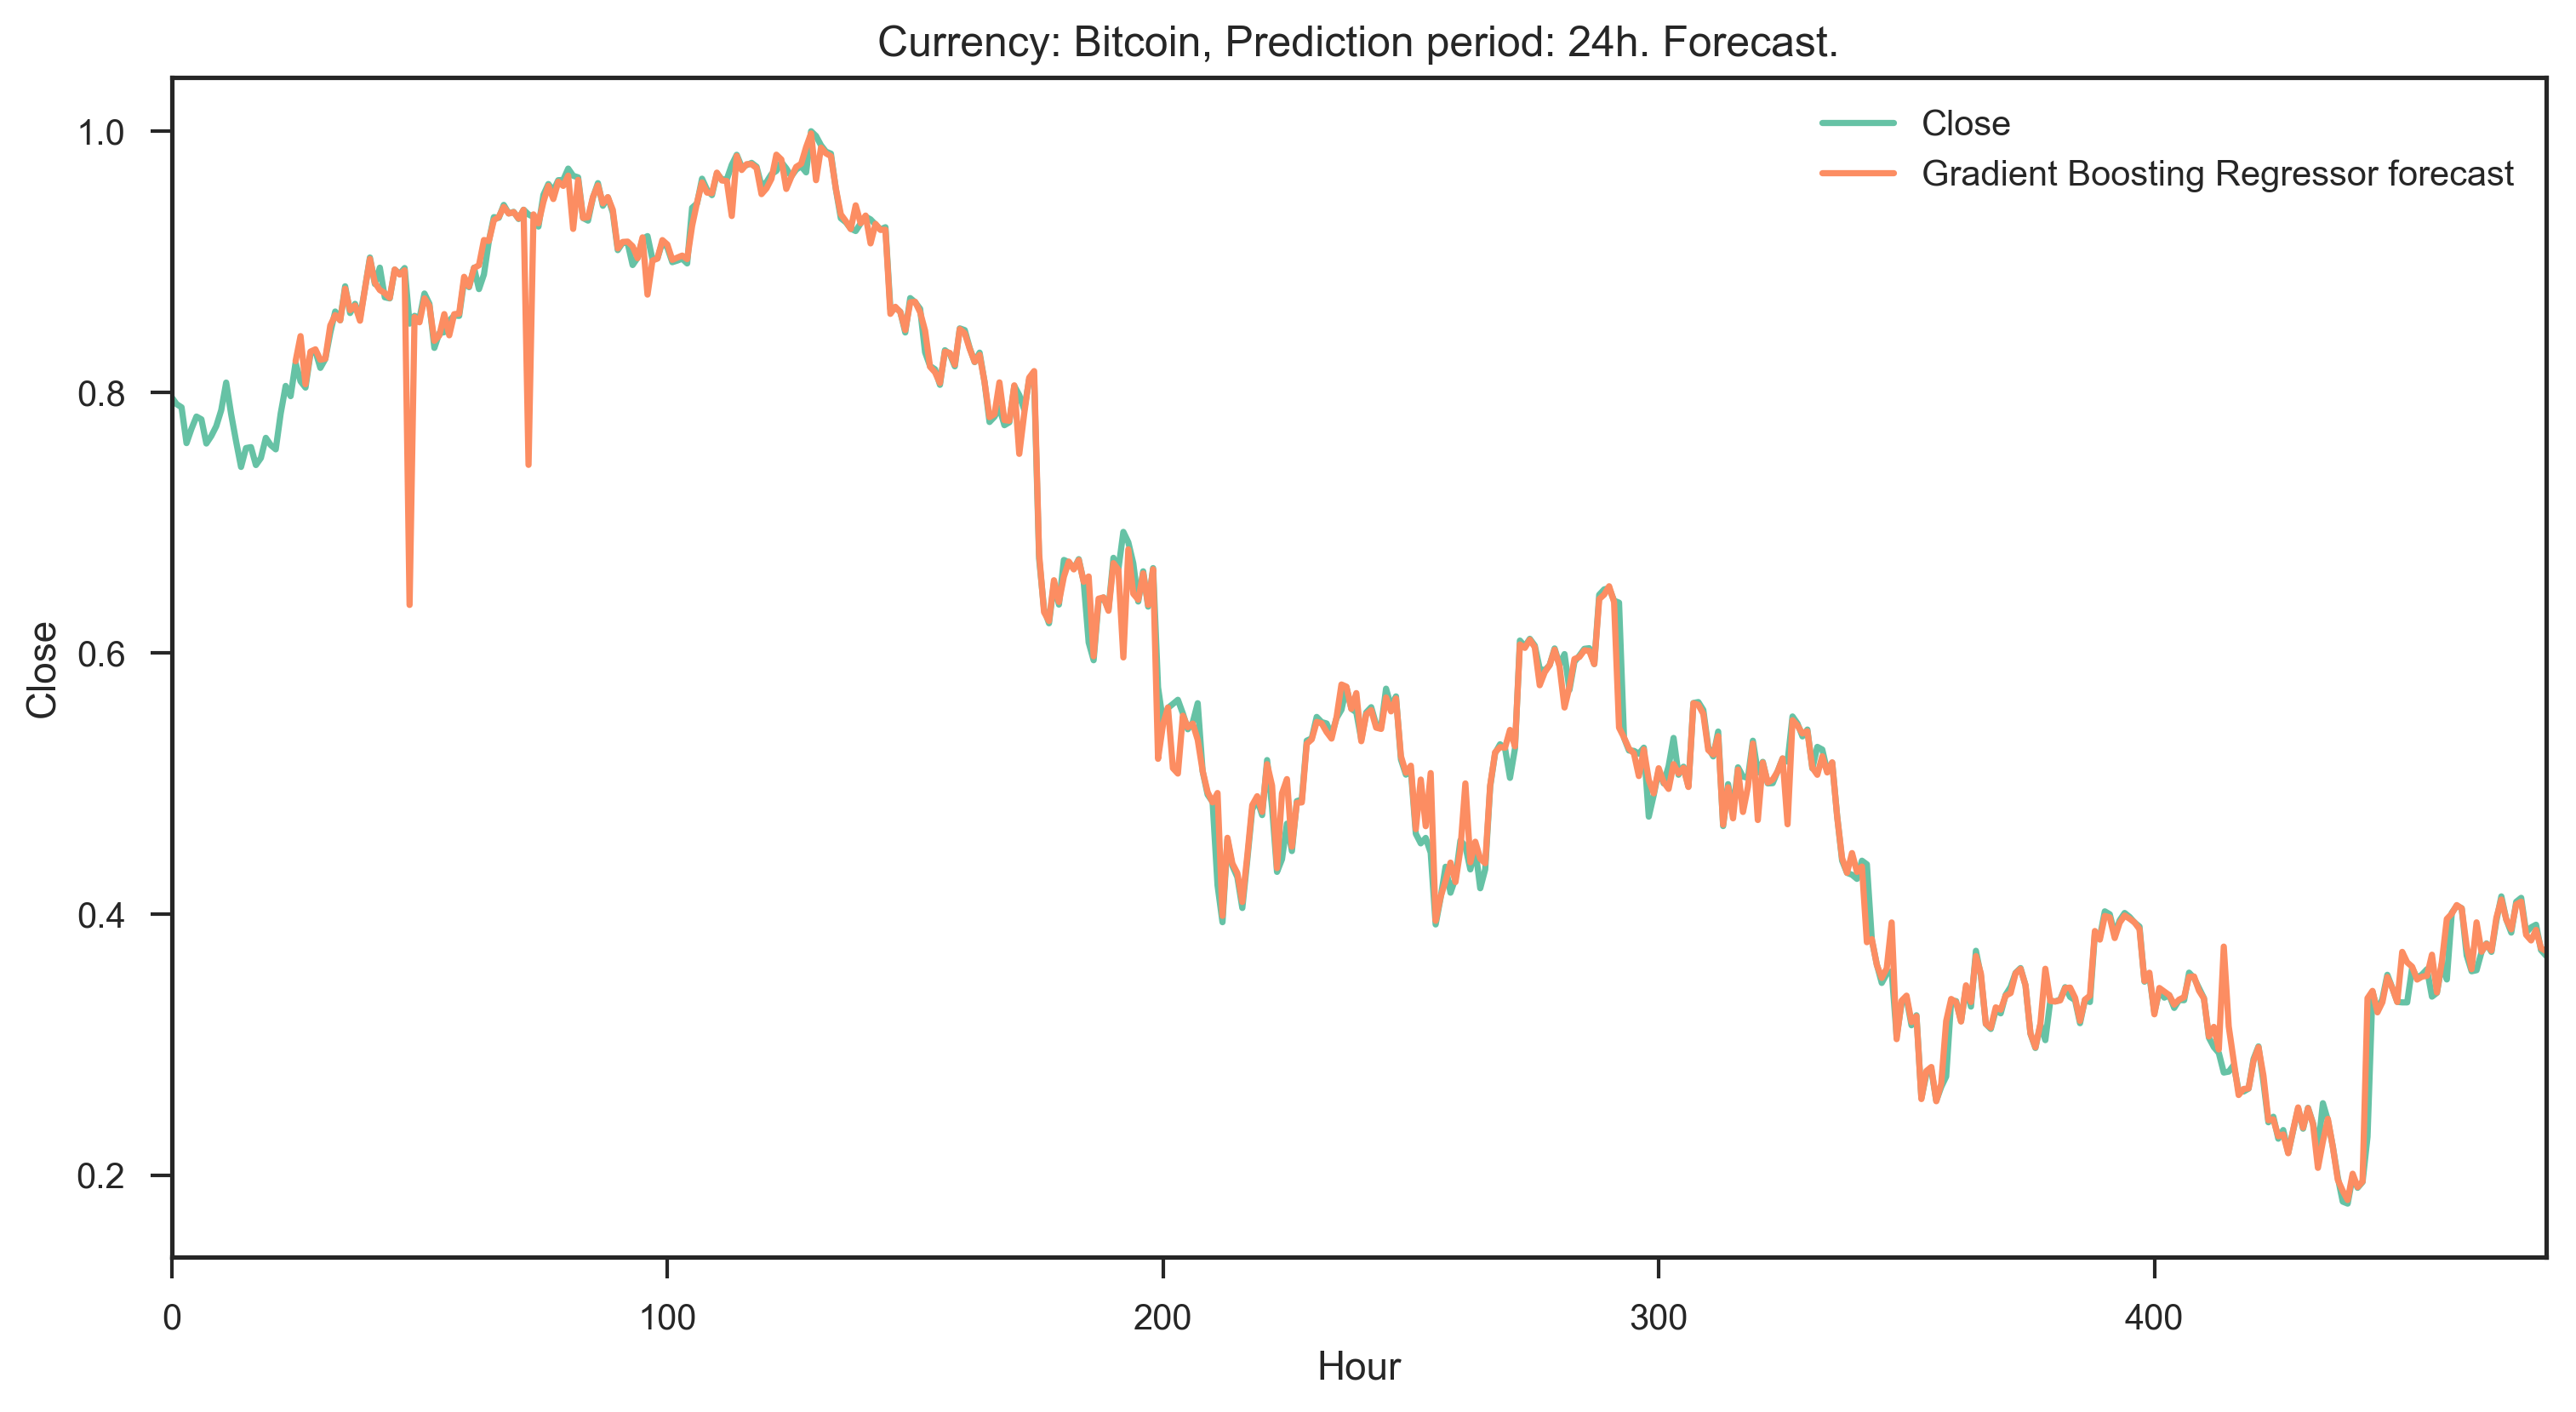 Currency: Bitcoin, Prediction period: 24h. Forecast.
Close
Gradient Boosting Regressor forecast
1.0
0.8
0.6
0.4
0.2
Close
0
100
200
300
400
Hour